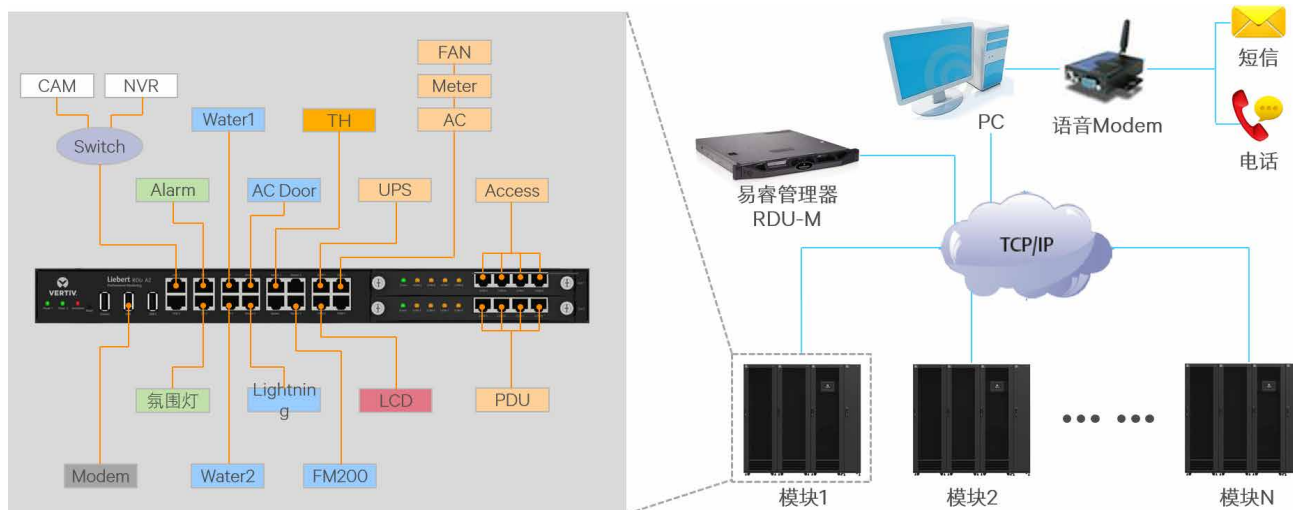 FAN
CAM
NVR
Meter
Water1
TH
AC
Switch
Alarm
AC Door
UPS
Access
VERTIV
Liebert RDU-A2
氛围灯
Lightnin
g
LCD
PDU
Modem
Water2
FM200
短信
PC
语音Modem
电话
易睿管理器
RDU-M
TCP/IP
模块1
模块2
模块N